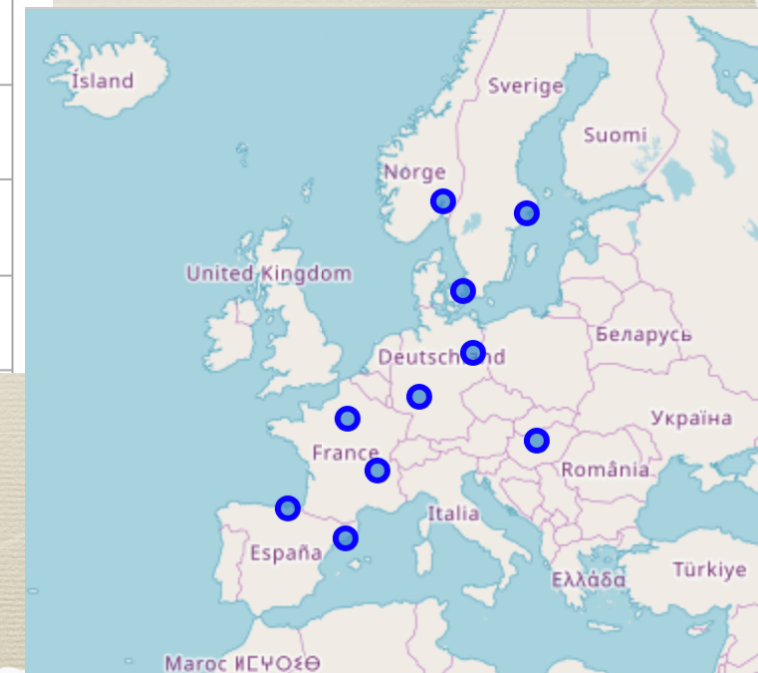 Ísland
Sverige
Suomi
Norge
United Kingdom
Беларусь
Deutschland
Україна
France
România
Italia
España
Türkiye
Ελλάδα
Maroc ⵍⵎⵖⵔⵉⴱ